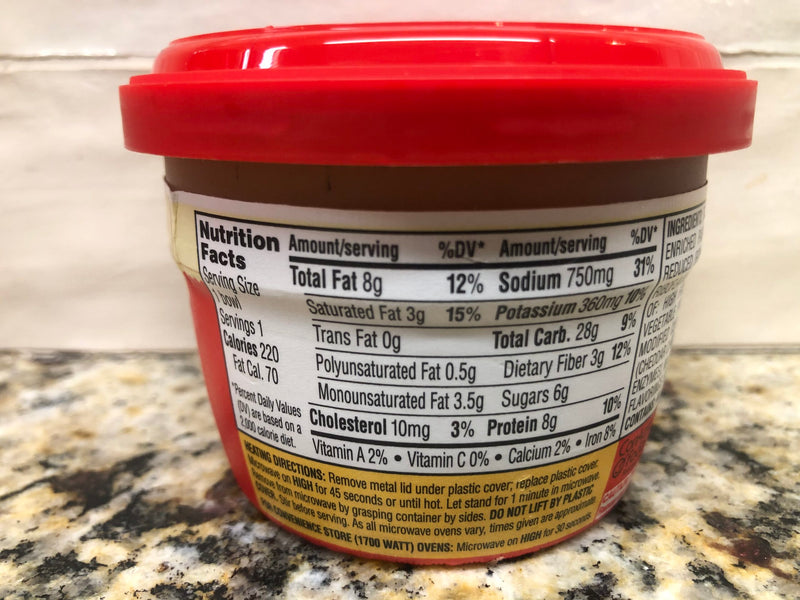 Nutrition Facts
Serving Size
1 bowl
Servings 1
Calories 220
Fat Cal. 70
*Percent Daily Values
(DV) are based on a
2,000 calorie diet.
Amount/serving %DV* Amount/serving %DV*
Total Fat 8g 12% Sodium 750mg 31%
Saturated Fat 3g 15% Potassium 360mg 10%
Trans Fat 0g Total Carb. 28g 9%
Polyunsaturated Fat 0.5g Dietary Fiber 3g 12%
Monounsaturated Fat 3.5g Sugars 6g
Cholesterol 10mg 3% Protein 8g 10%
Vitamin A 2% • Vitamin C 0% • Calcium 2% • Iron 8%
HEATING DIRECTIONS: Remove metal lid under plastic cover; replace plastic cover.
Microwave on HIGH for 45 seconds or until hot. Let stand for 1 minute in microwave.
Remove from microwave by grasping container by sides. DO NOT LIFT BY PLASTIC
COVER. Stir before serving. As all microwave ovens vary, times given are approximate.
FOR CONVENIENCE STORE (1700 WATT) OVENS: Microwave on HIGH for 30 seconds.
ENRICHED
OF: HIGH